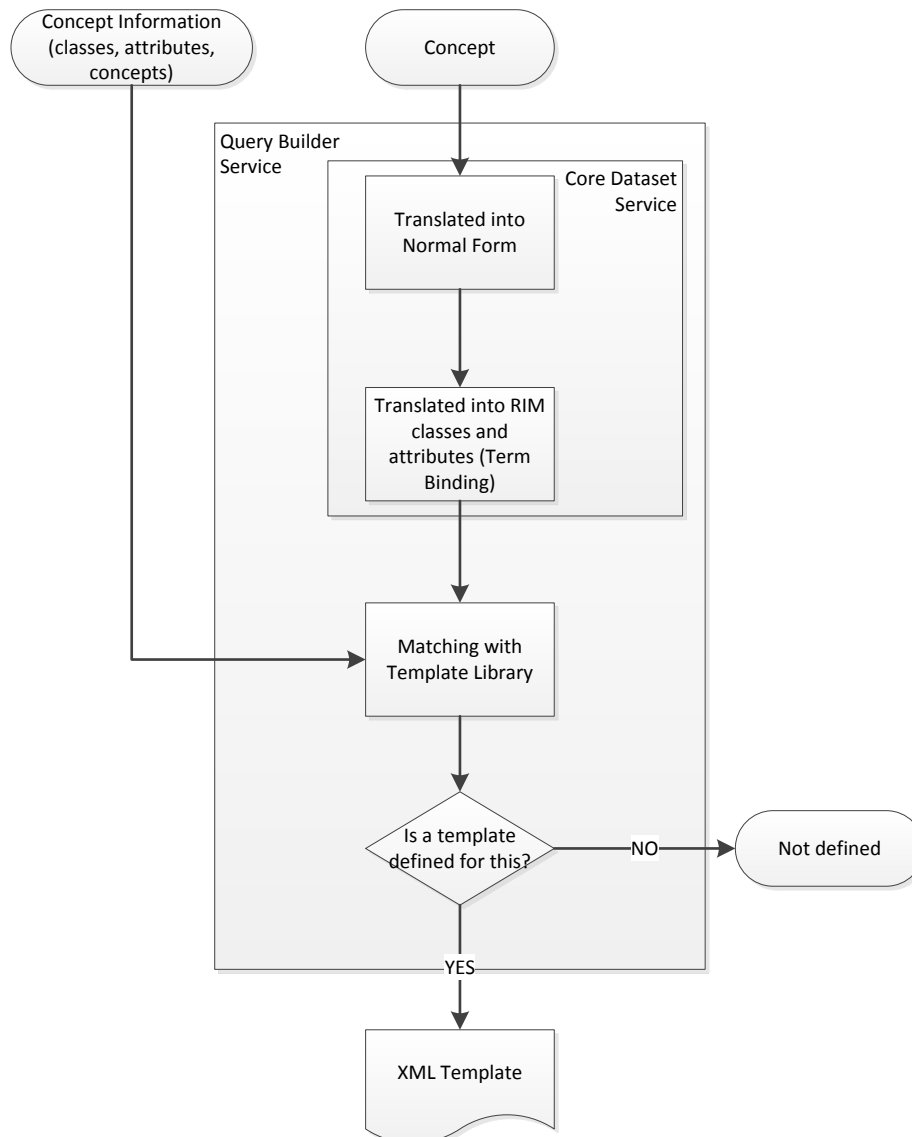 Concept Information
(classes, attributes,
concepts)
Concept
Query Builder
Service
Core Dataset
Service
Translated into
Normal Form
Translated into RIM
classes and
attributes (Term
Binding)
Matching with
Template Library
Is a template
defined for this?
NO
Not defined
YES
XML Template